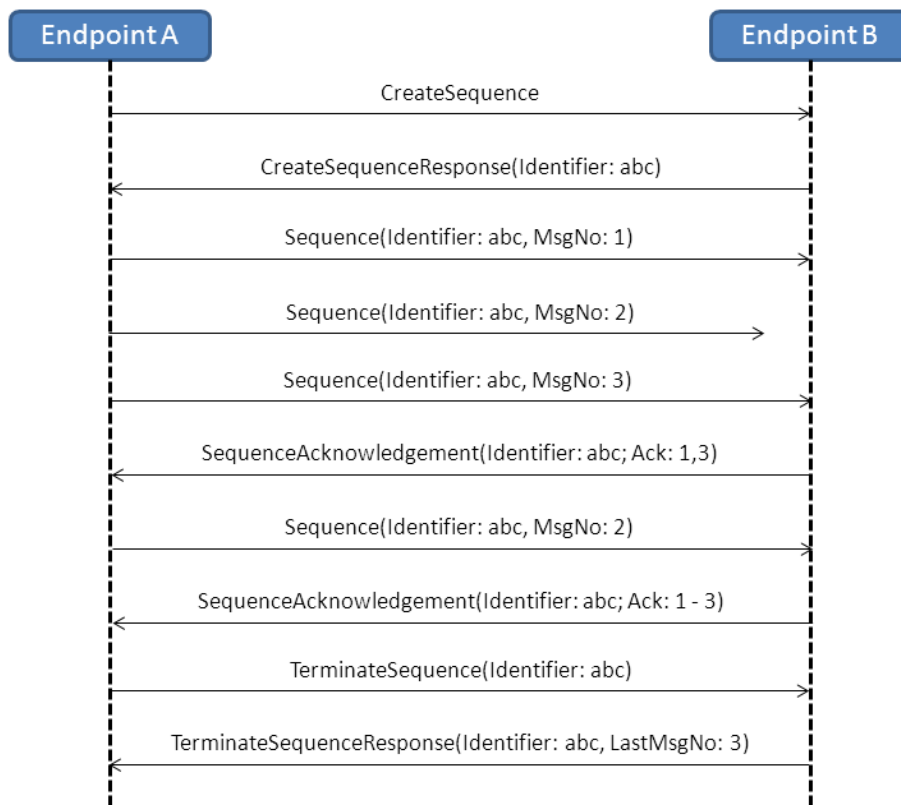 Endpoint A
Endpoint B
CreateSequence
CreateSequenceResponse(Identifier: abc)
Sequence(Identifier: abc, MsgNo: 1)
Sequence(Identifier: abc, MsgNo: 2)
Sequence(Identifier: abc, MsgNo: 3)
SequenceAcknowledgement(Identifier: abc; Ack: 1,3)
Sequence(Identifier: abc, MsgNo: 2)
SequenceAcknowledgement(Identifier: abc; Ack: 1 - 3)
TerminateSequence(Identifier: abc)
TerminateSequenceResponse(Identifier: abc, LastMsgNo: 3)